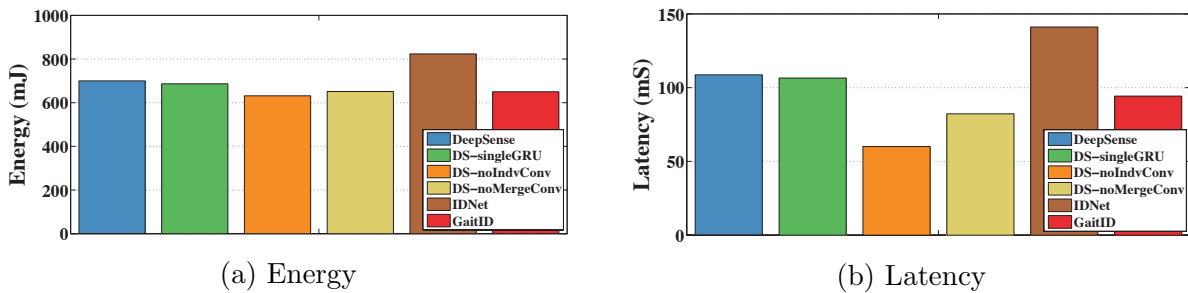 1000
800
600
400
200
0
Energy (mJ)
DeepSense
DS−singleGRU
DS−noIndvConv
DS−noMergeConv
IDNet
GaitID
(a) Energy
150
100
50
0
Latency (mS)
DeepSense
DS−singleGRU
DS−noIndvConv
DS−noMergeConv
IDNet
GaitID
(b) Latency